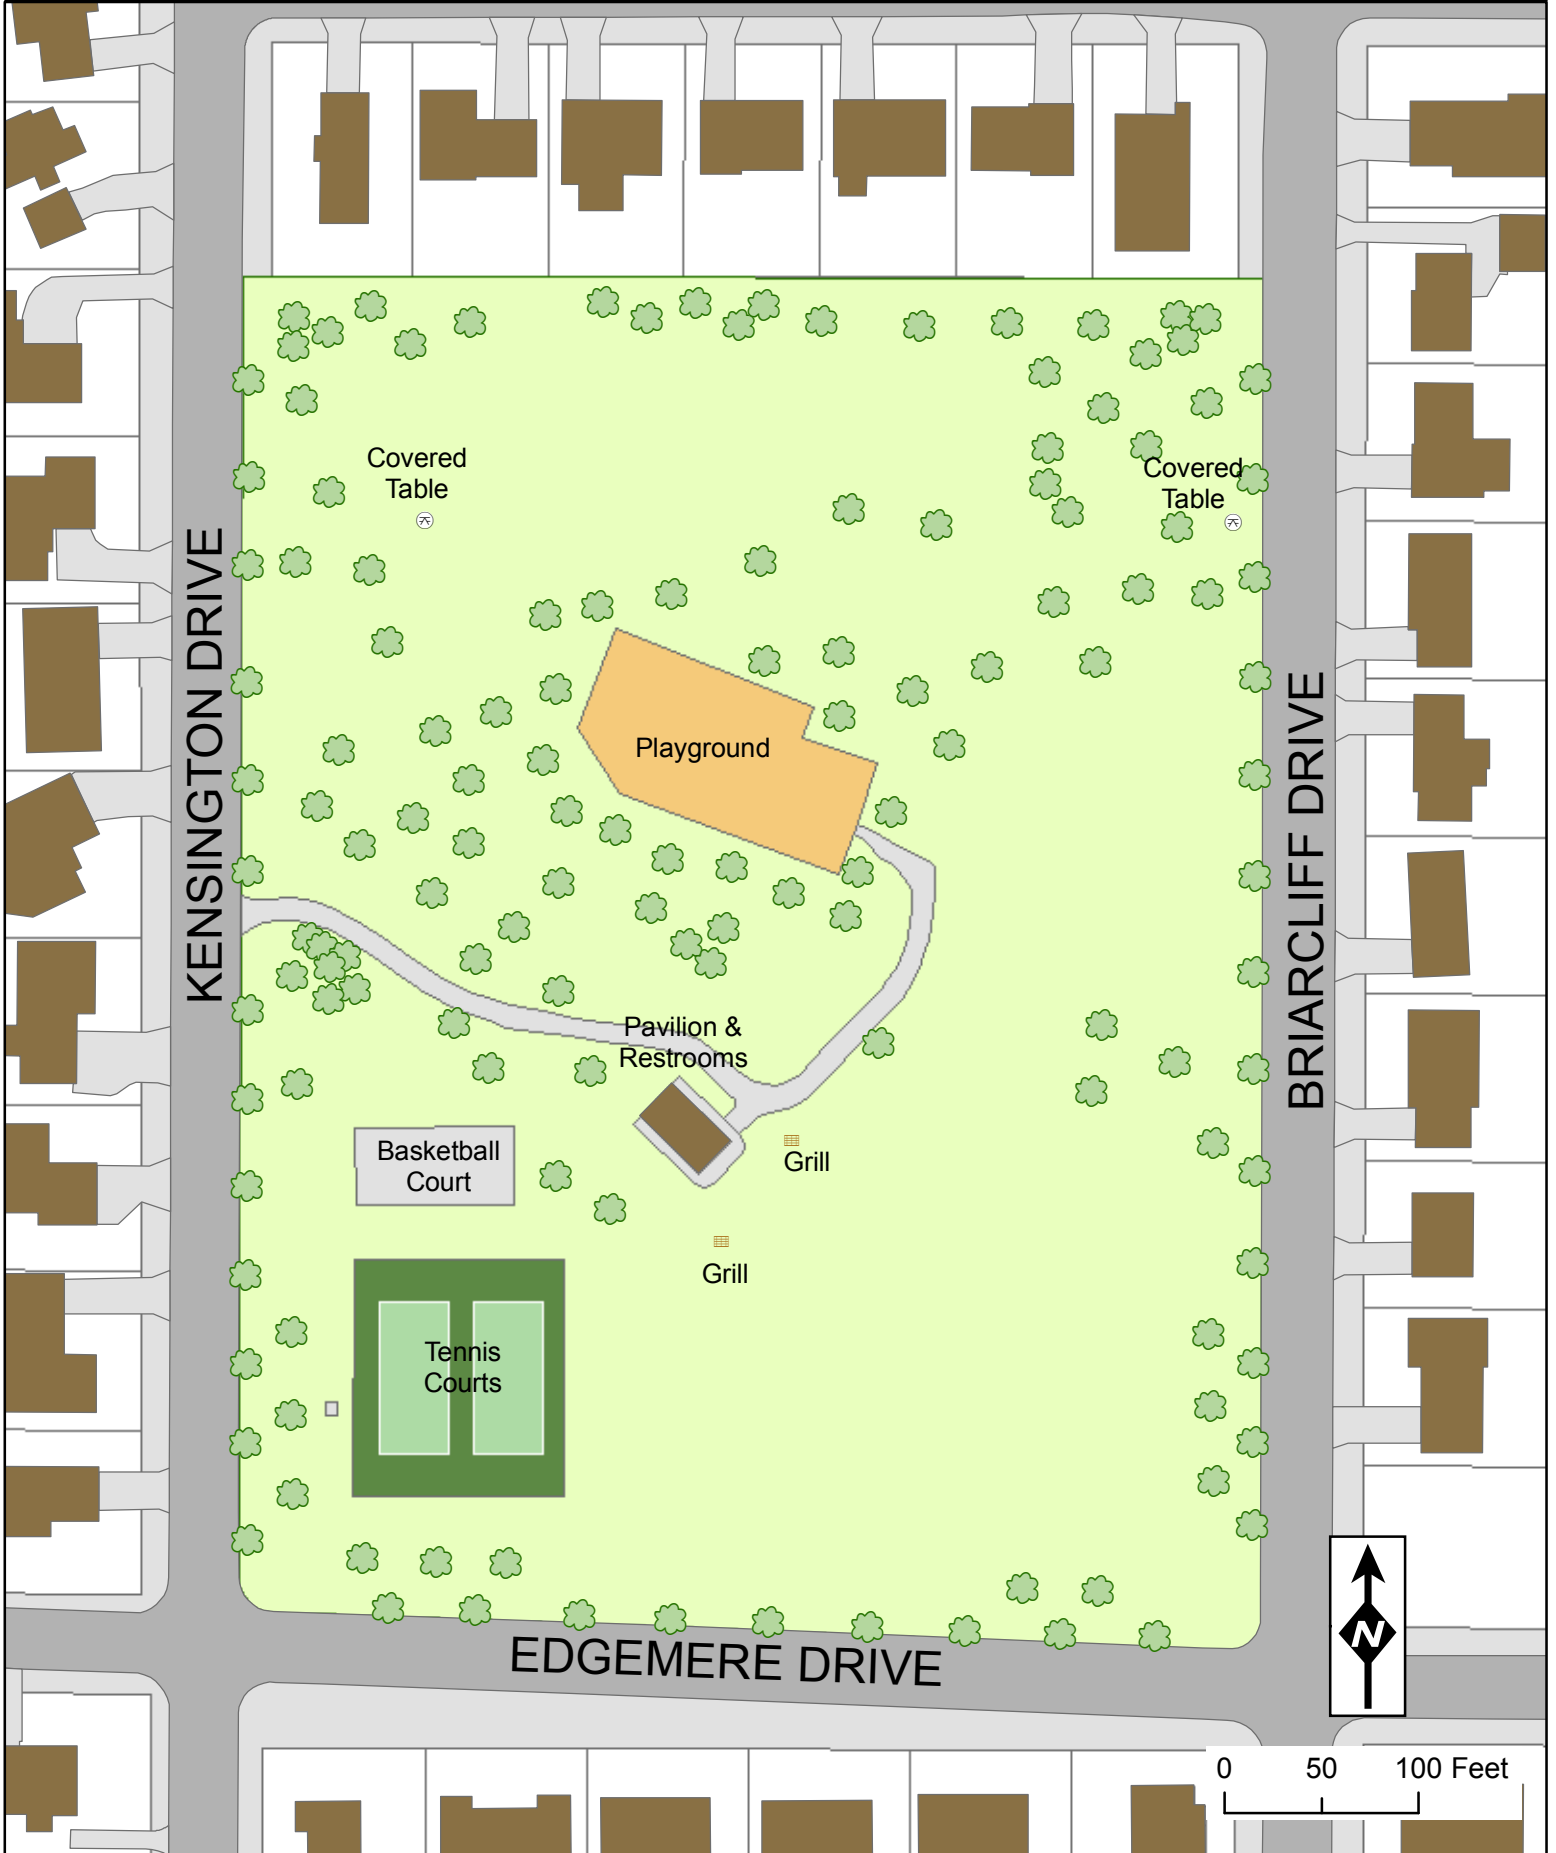 Covered
Table
Covered
Table
KENSINGTON DRIVE
BRIARCLIFF DRIVE
Playground
Pavilion &
Restrooms
Basketball
Court
Grill
Grill
Tennis
Courts
EDGEMERE DRIVE
N
0 50 100 Feet